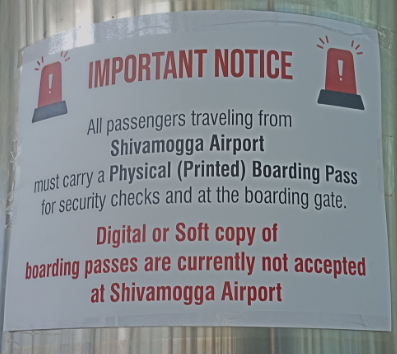 IMPORTANT NOTICE
All passengers traveling from
Shivamogga Airport
must carry a Physical (Printed) Boarding Pass
for security checks and at the boarding gate.
Digital or Soft copy of
boarding passes are currently not accepted
at Shivamogga Airport